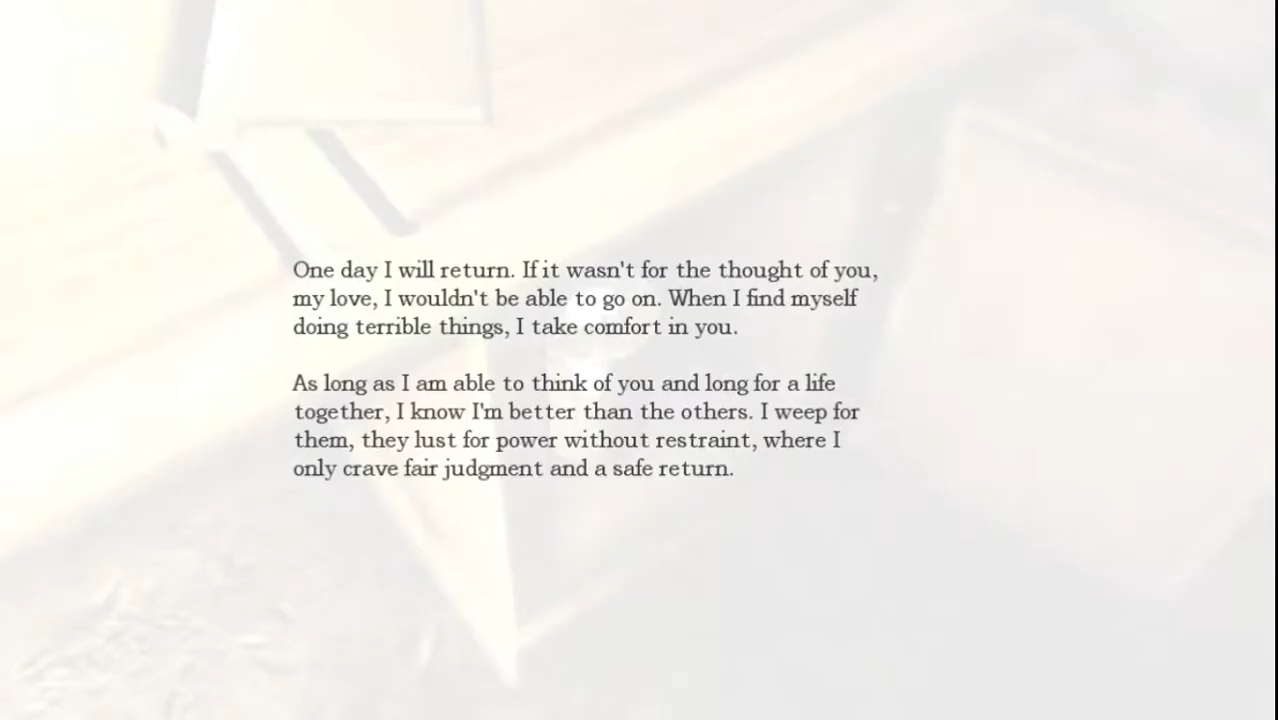 One day I will return. If it wasn't for the thought of you,
my love, I wouldn't be able to go on. When I find myself
doing terrible things, I take comfort in you.
As long as I am able to think of you and long for a life
together, I know I'm better than the others. I weep for
them, they lust for power without restraint, where I
only crave fair judgment and a safe return.